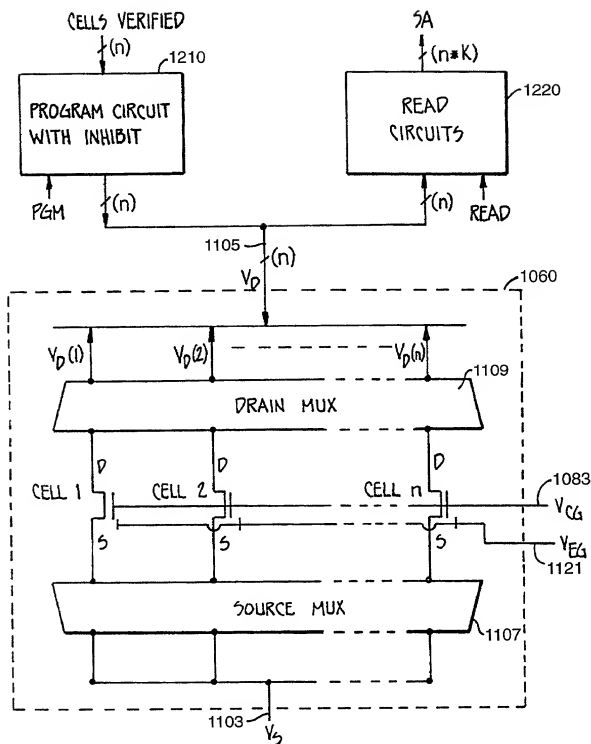 CELLS VERIFIED
(n)
1210
PROGRAM CIRCUIT
WITH INHIBIT
PGM
(n)
SA
(n*K)
1220
READ
CIRCUITS
(n)
READ
1105
(n)
VD
1060
VD(1)
VD(2)
VD(n)
1109
DRAIN MUX
D
D
D
CELL 1
CELL 2
CELL n
1083
VCG
S
S
S
VEG
1121
SOURCE MUX
1107
1103
VS